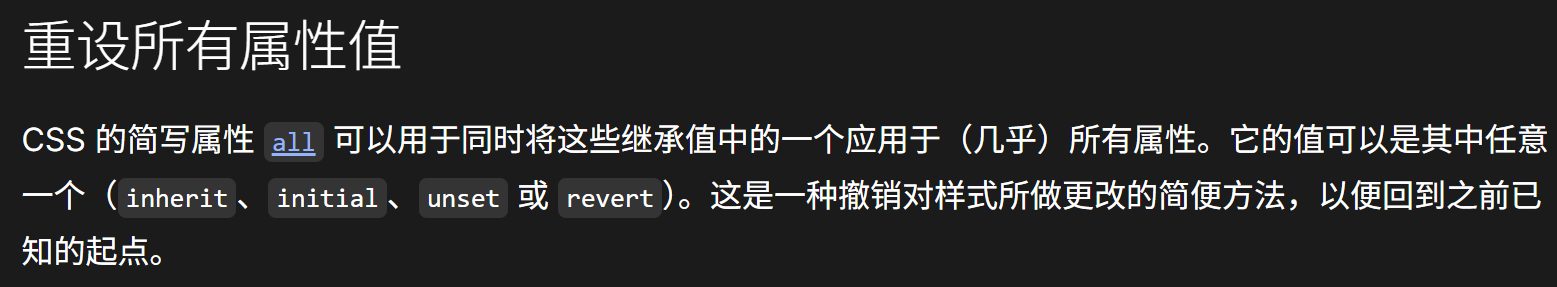 重设所有属性值
CSS 的简写属性 all 可以用于同时将这些继承值中的一个应用于（几乎）所有属性。它的值可以是其中任意
一个（inherit、initial、unset 或 revert）。这是一种撤销对样式所做更改的简便方法，以便回到之前已
知的起点。